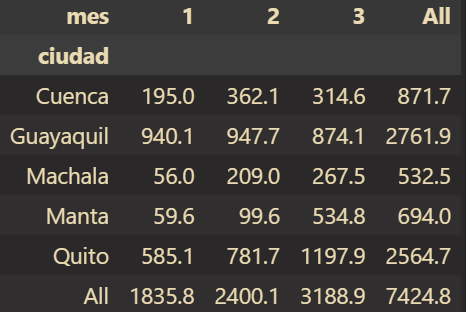 mes 1 2 3 All
ciudad
Cuenca 195.0 362.1 314.6 871.7
Guayaquil 940.1 947.7 874.1 2761.9
Machala 56.0 209.0 267.5 532.5
Manta 59.6 99.6 534.8 694.0
Quito 585.1 781.7 1197.9 2564.7
All 1835.8 2400.1 3188.9 7424.8